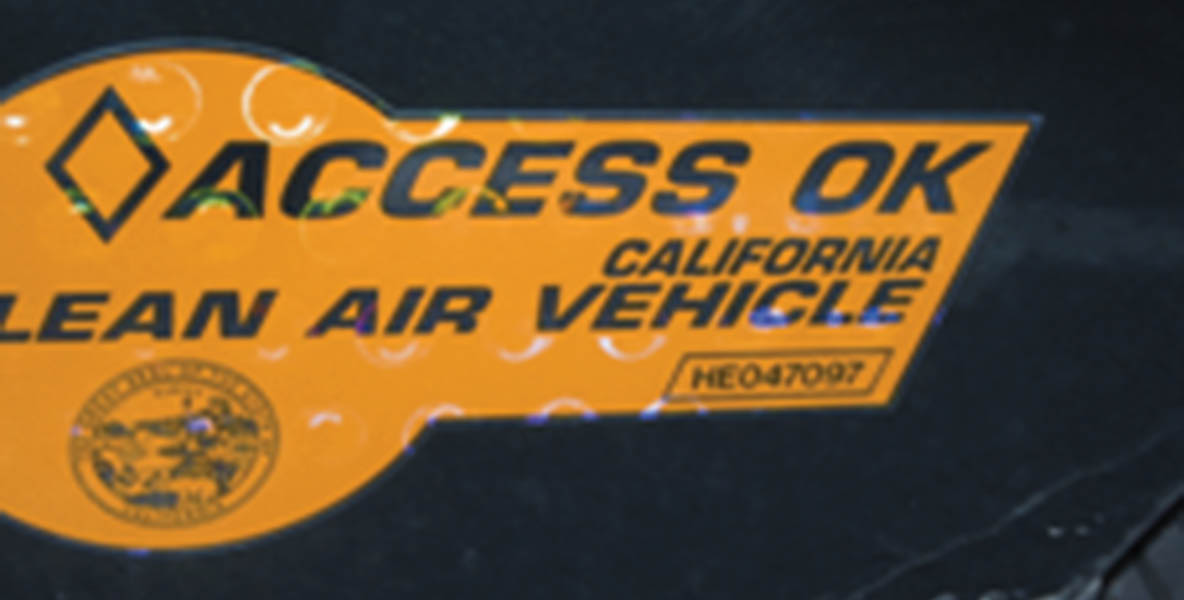 ACCESS OK
CALIFORNIA
LEAN AIR VEHICLE
HE047097